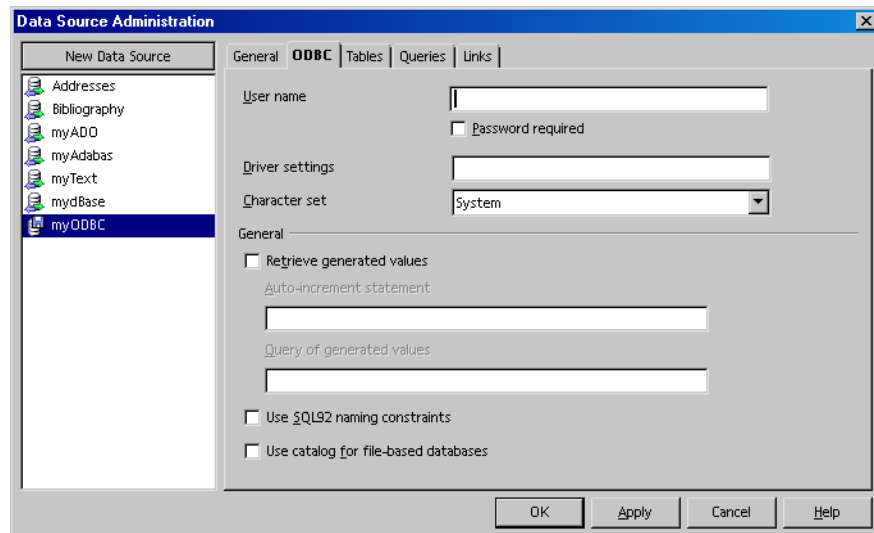 Data Source Administration
New Data Source
Addresses
Bibliography
myADO
myAdabas
myText
mydBase
myODBC
General ODBC Tables Queries Links
User name
Password required
Driver settings
Character set System
General
Retrieve generated values
Auto-increment statement
Query of generated values
Use SQL92 naming constraints
Use catalog for file-based databases
OK Apply Cancel Help